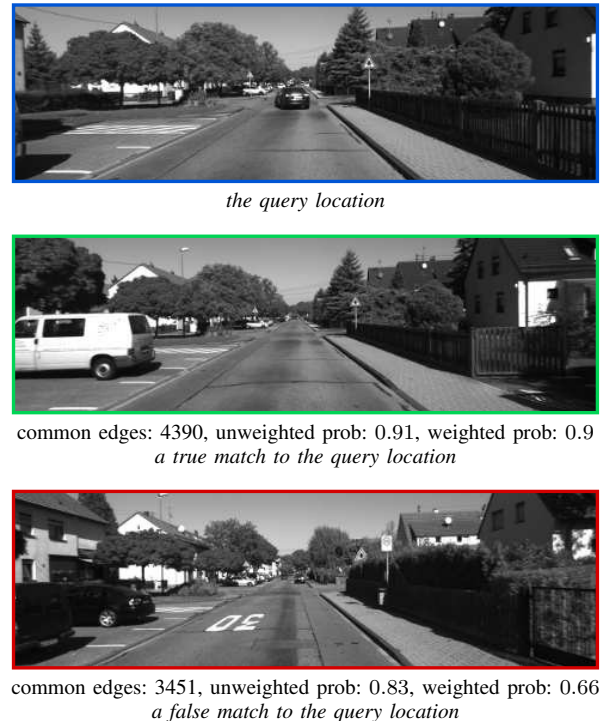 the query location
common edges: 4390, unweighted prob: 0.91, weighted prob: 0.9
a true match to the query location
30
common edges: 3451, unweighted prob: 0.83, weighted prob: 0.66
a false match to the query location